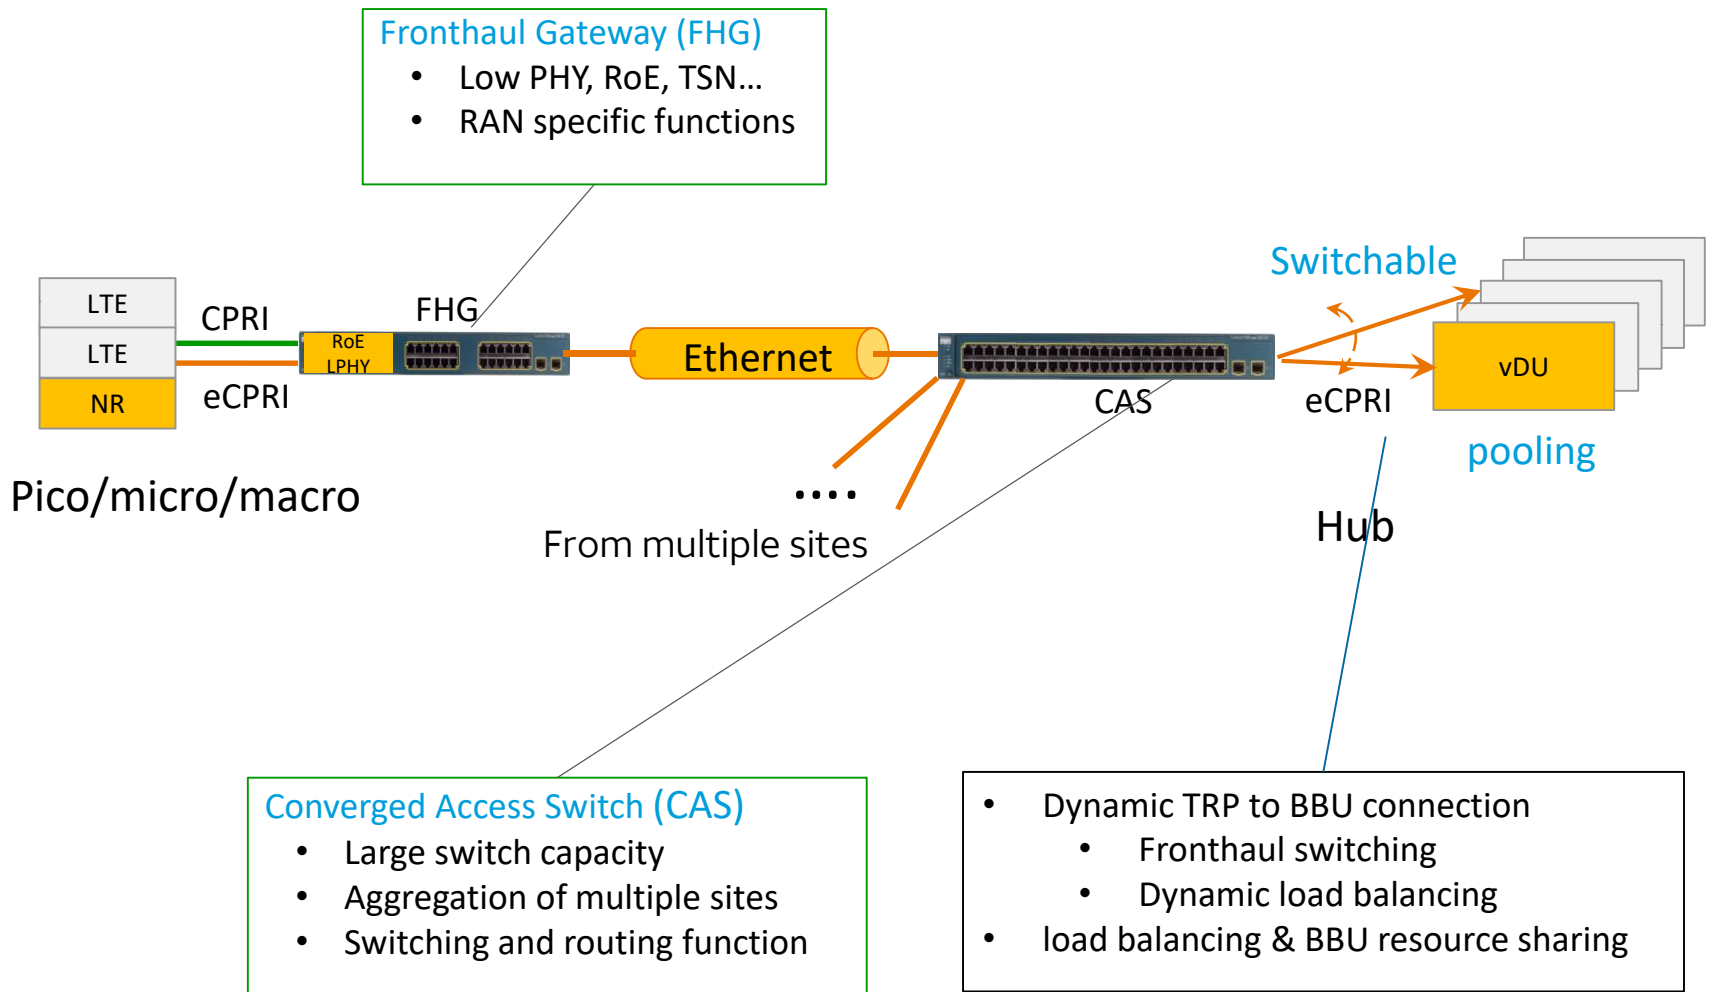 Fronthaul Gateway (FHG)
• Low PHY, RoE, TSN...
• RAN specific functions
Switchable
LTE
LTE
NR
CPRI
eCPRI
FHG
RoE
LPHY
Ethernet
CAS
eCPRI
vDU
pooling
Pico/micro/macro
....
From multiple sites
Hub
Converged Access Switch (CAS)
• Large switch capacity
• Aggregation of multiple sites
• Switching and routing function
• Dynamic TRP to BBU connection
• Fronthaul switching
• Dynamic load balancing
• load balancing & BBU resource sharing